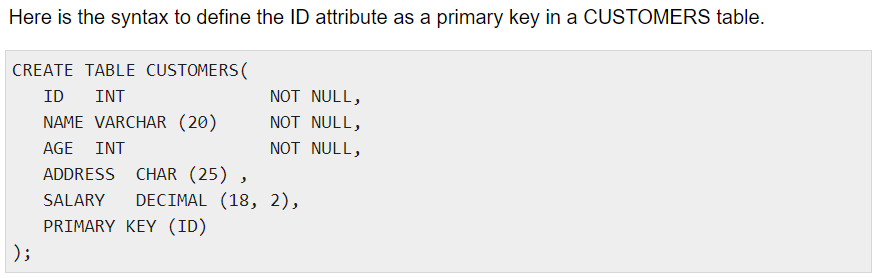 Here is the syntax to define the ID attribute as a primary key in a CUSTOMERS table.
CREATE TABLE CUSTOMERS(
   ID   INT              NOT NULL,
   NAME VARCHAR (20)     NOT NULL,
   AGE  INT              NOT NULL,
   ADDRESS  CHAR (25) ,
   SALARY   DECIMAL (18, 2),
   PRIMARY KEY (ID)
);